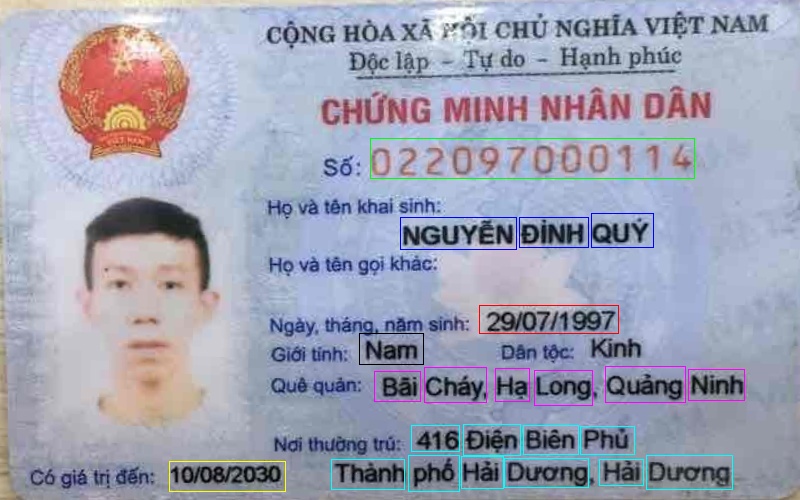 CỘNG HÒA XÃ HỘI CHỦ NGHĨA VIỆT NAM
Độc lập - Tự do - Hạnh phúc
CHỨNG MINH NHÂN DÂN
Số: 022097000114
Họ và tên khai sinh:
NGUYỄN ĐÌNH QUÝ
Họ và tên gọi khác:
Ngày, tháng, năm sinh: 29/07/1997
Giới tính: Nam Dân tộc: Kinh
Quê quán: Bãi Cháy, Hạ Long, Quảng Ninh
Nơi thường trú: 416 Điện Biên Phủ
Thành phố Hải Dương, Hải Dương
Có giá trị đến: 10/08/2030
VIỆT NAM